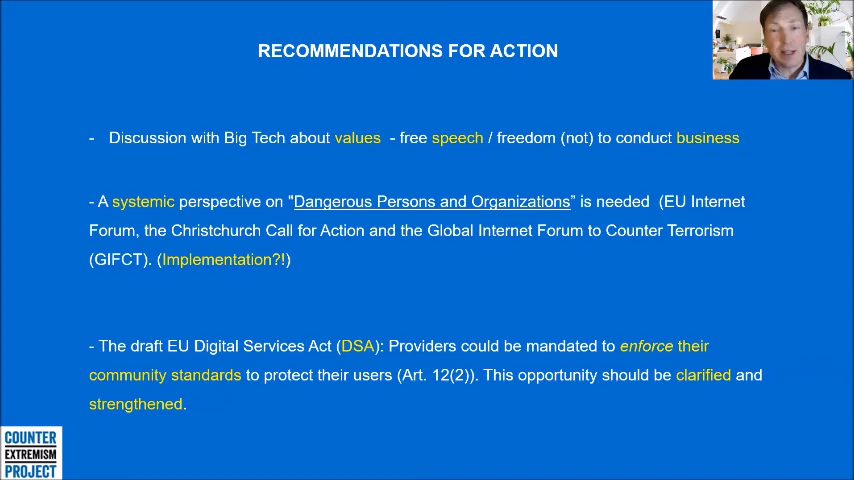 RECOMMENDATIONS FOR ACTION
- Discussion with Big Tech about values - free speech / freedom (not) to conduct business
- A systemic perspective on "Dangerous Persons and Organizations” is needed (EU Internet
Forum, the Christchurch Call for Action and the Global Internet Forum to Counter Terrorism
(GIFCT). (Implementation?!)
- The draft EU Digital Services Act (DSA): Providers could be mandated to enforce their
community standards to protect their users (Art. 12(2)). This opportunity should be clarified and
strengthened.
COUNTER
EXTREMISM
PROJECT